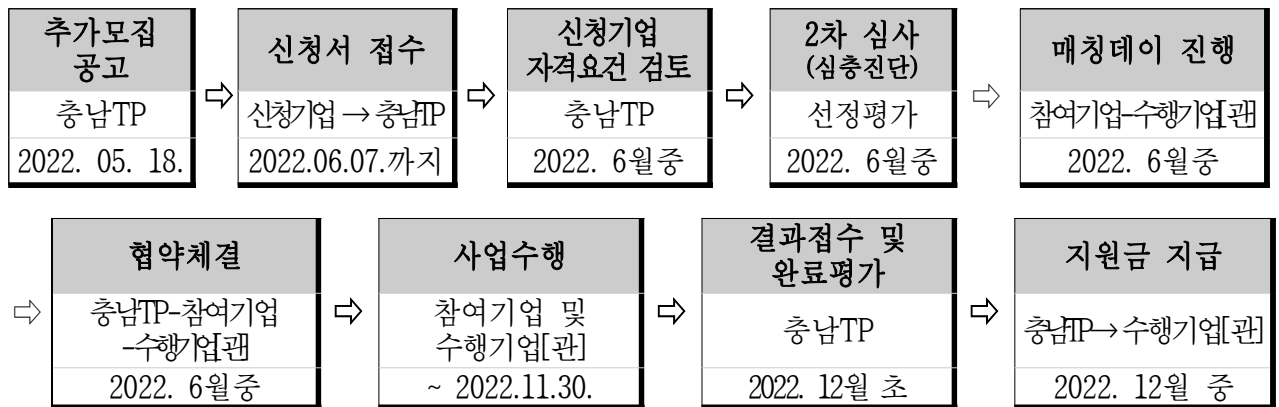 추가모집
공고
충남TP
2022. 05. 18.
신청서 접수
신청기업 → 충남TP
2022.06.07.까지
신청기업
자격요건 검토
충남TP
2022. 6월중
2차 심사
(심층진단)
선정평가
2022. 6월중
매칭데이 진행
참여기업-수행기업[관]
2022. 6월중
협약체결
충남TP-참여기업
-수행기업[관]
2022. 6월중
사업수행
참여기업 및
수행기업[관]
~ 2022.11.30.
결과접수 및
완료평가
충남TP
2022. 12월 초
지원금 지급
충남TP→수행기업[관]
2022. 12월 중